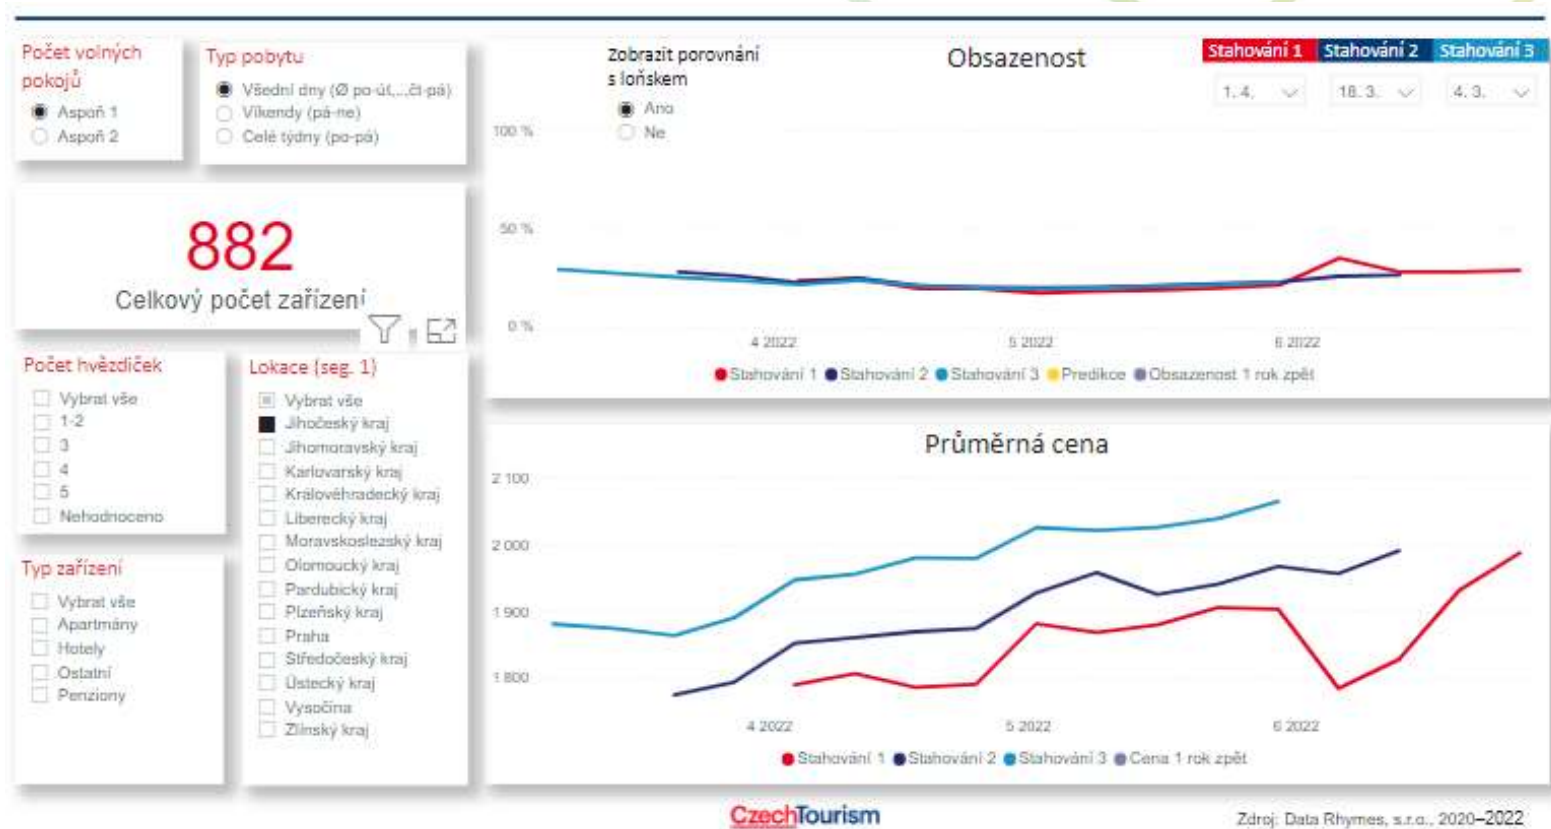 Počet volných
pokojů
Aspoň 1
Aspoň 2
Typ pobytu
Všední dny (Ø po-út,...,čt-pá)
Víkendy (pá-ne)
Celé týdny (po-pá)
882
Celkový počet zařízení
Počet hvězdiček
Vybrat vše
1-2
3
4
5
Nehodnoceno
Typ zařízení
Vybrat vše
Apartmány
Hotely
Ostatní
Penziony
Lokace (seg. 1)
Vybrat vše
Jihočeský kraj
Jihomoravský kraj
Karlovarský kraj
Královéhradecký kraj
Liberecký kraj
Moravskoslezský kraj
Olomoucký kraj
Pardubický kraj
Plzeňský kraj
Praha
Středočeský kraj
Ústecký kraj
Vysočina
Zlínský kraj
Zobrazit porovnání
s loňskem
Ano
Ne
Obsazenost
Stahování 1 Stahování 2 Stahování 3
1. 4. 18. 3. 4. 3.
100 %
50 %
0 %
4 2022 5 2022 6 2022
Stahování 1 Stahování 2 Stahování 3 Predikce Obsazenost 1 rok zpět
Průměrná cena
2 100
2 000
1 900
1 800
4 2022 5 2022 6 2022
Stahování 1 Stahování 2 Stahování 3 Cena 1 rok zpět
CzechTourism
Zdroj: Data Rhymes, s.r.o., 2020–2022